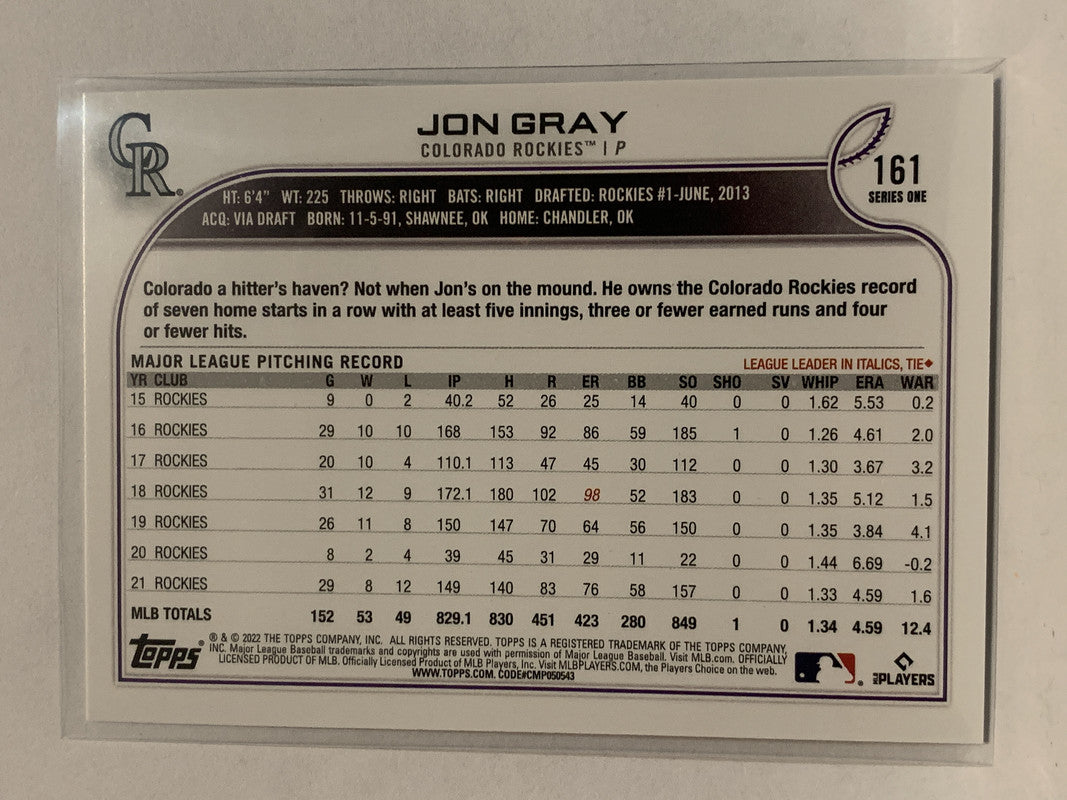 CR®
JON GRAY
COLORADO ROCKIES™ | P
161
SERIES ONE
HT: 6'4" WT: 225 THROWS: RIGHT BATS: RIGHT DRAFTED: ROCKIES #1-JUNE, 2013
ACQ: VIA DRAFT BORN: 11-5-91, SHAWNEE, OK HOME: CHANDLER, OK
Colorado a hitter's haven? Not when Jon's on the mound. He owns the Colorado Rockies record
of seven home starts in a row with at least five innings, three or fewer earned runs and four
or fewer hits.
MAJOR LEAGUE PITCHING RECORD LEAGUE LEADER IN ITALICS, TIE◆
YR CLUB G W L IP H R ER BB SO SHO SV WHIP ERA WAR
15 ROCKIES 9 0 2 40.2 52 26 25 14 40 0 0 1.62 5.53 0.2
16 ROCKIES 29 10 10 168 153 92 86 59 185 1 0 1.26 4.61 2.0
17 ROCKIES 20 10 4 110.1 113 47 45 30 112 0 0 1.30 3.67 3.2
18 ROCKIES 31 12 9 172.1 180 102 98 52 183 0 0 1.35 5.12 1.5
19 ROCKIES 26 11 8 150 147 70 64 56 150 0 0 1.35 3.84 4.1
20 ROCKIES 8 2 4 39 45 31 29 11 22 0 0 1.44 6.69 -0.2
21 ROCKIES 29 8 12 149 140 83 76 58 157 0 0 1.33 4.59 1.6
MLB TOTALS 152 53 49 829.1 830 451 423 280 849 1 0 1.34 4.59 12.4
topps®
® & © 2022 THE TOPPS COMPANY, INC. ALL RIGHTS RESERVED. TOPPS IS A REGISTERED TRADEMARK OF THE TOPPS COMPANY,
INC. Major League Baseball trademarks and copyrights are used with permission of Major League Baseball. Visit MLB.com. OFFICIALLY
LICENSED PRODUCT OF MLB. Officially Licensed Product of MLB Players, Inc. Visit MLBPLAYERS.COM, the Players Choice on the web.
WWW.TOPPS.COM. CODE#CMP050543
MLB PLAYERS